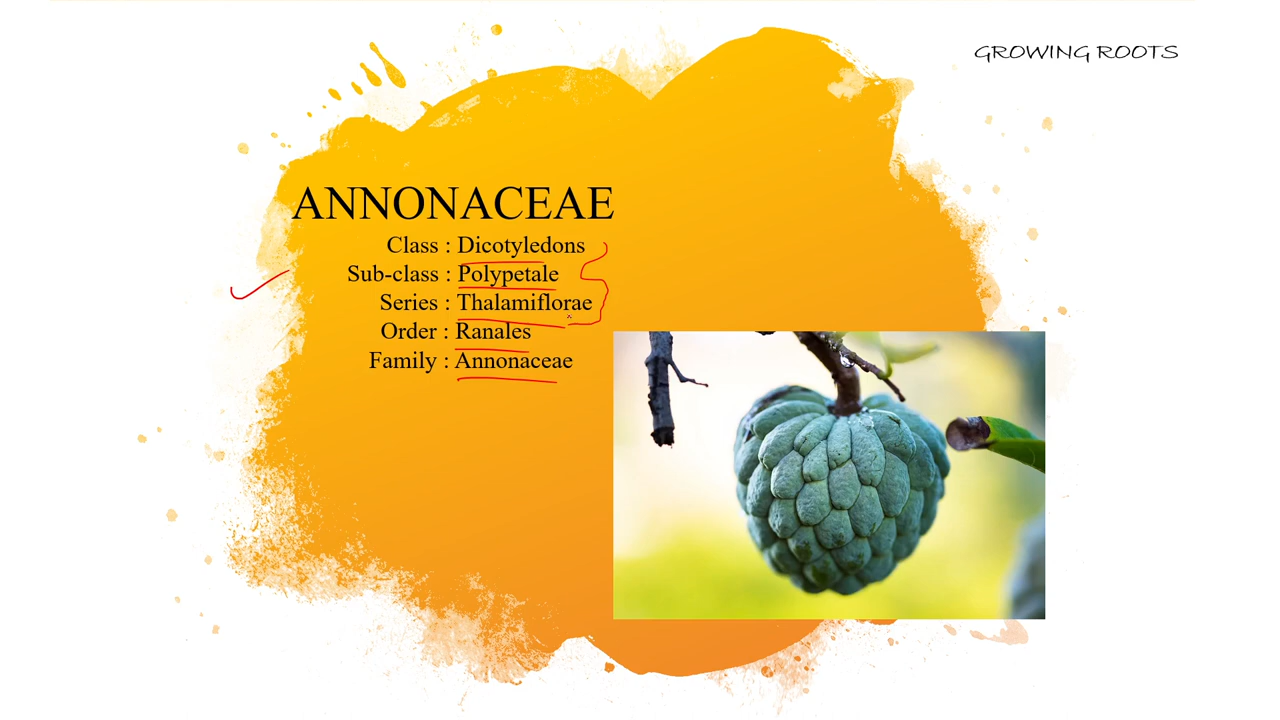 GROWING ROOTS
ANNONACEAE
Class : Dicotyledons
Sub-class : Polypetale
Series : Thalamiflorae
Order : Ranales
Family : Annonaceae